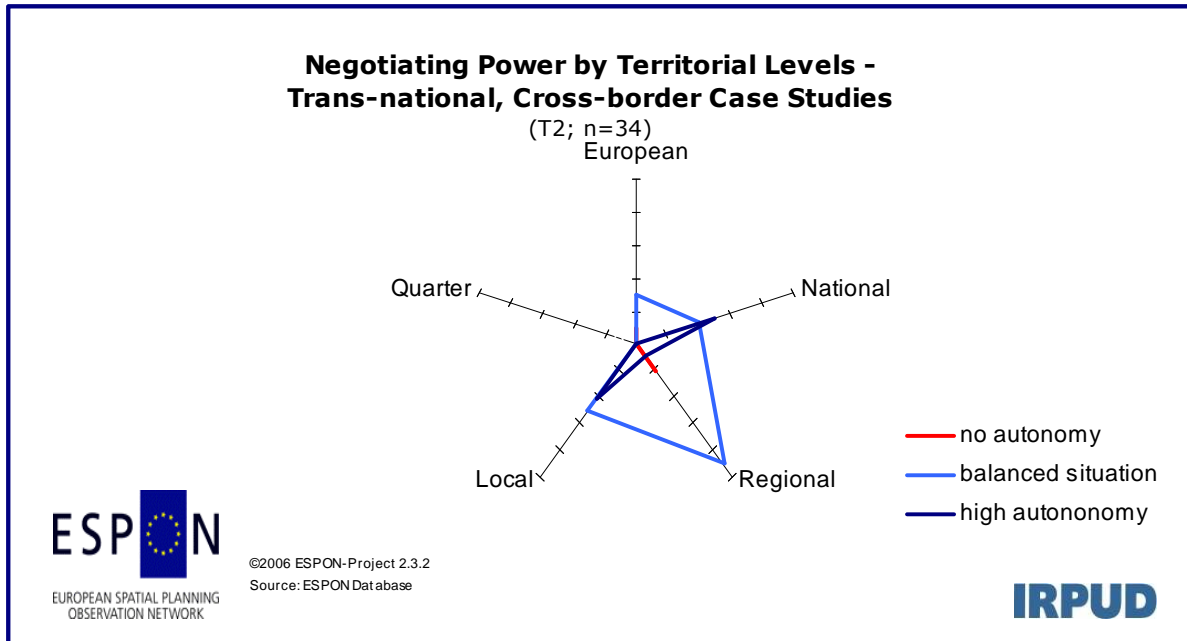 Negotiating Power by Territorial Levels -
Trans-national, Cross-border Case Studies
(T2; n=34)
European
Quarter
National
Local
Regional
no autonomy
balanced situation
high autononomy
ESPON
EUROPEAN SPATIAL PLANNING
OBSERVATION NETWORK
©2006 ESPON-Project 2.3.2
Source: ESPON Database
IRPUD